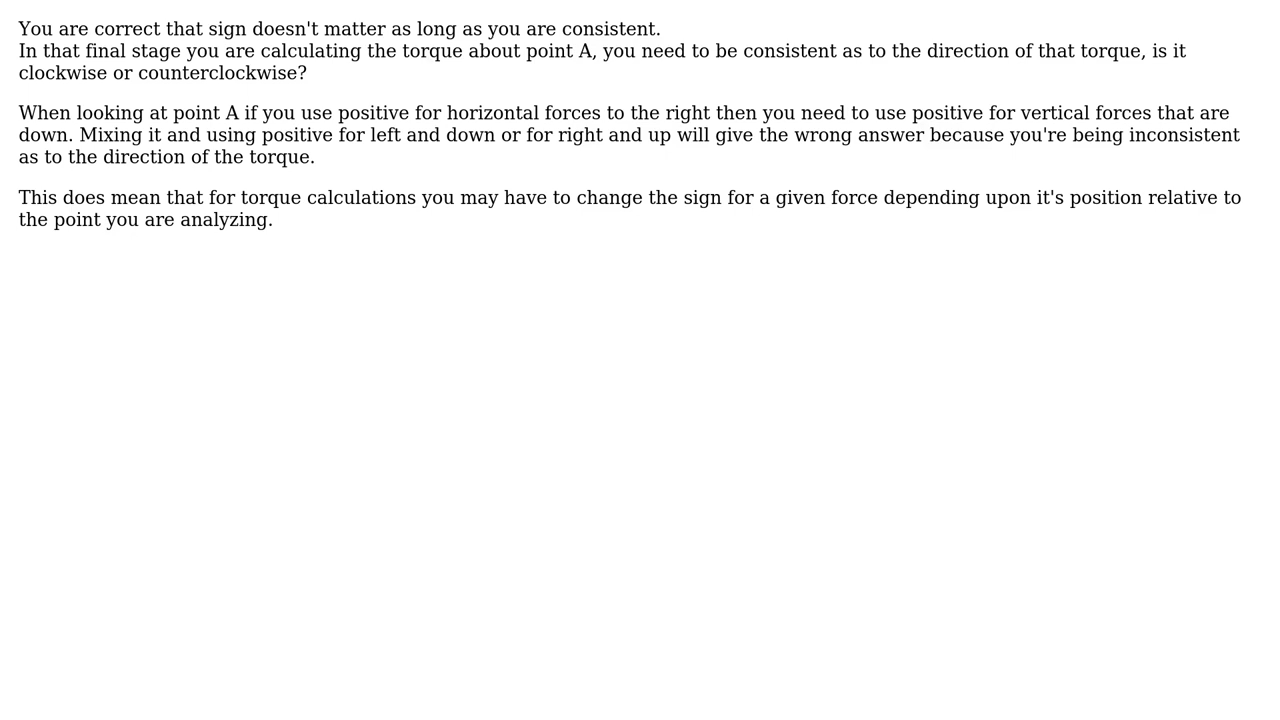 You are correct that sign doesn't matter as long as you are consistent.
In that final stage you are calculating the torque about point A, you need to be consistent as to the direction of that torque, is it
clockwise or counterclockwise?
When looking at point A if you use positive for horizontal forces to the right then you need to use positive for vertical forces that are
down. Mixing it and using positive for left and down or for right and up will give the wrong answer because you're being inconsistent
as to the direction of the torque.
This does mean that for torque calculations you may have to change the sign for a given force depending upon it's position relative to
the point you are analyzing.